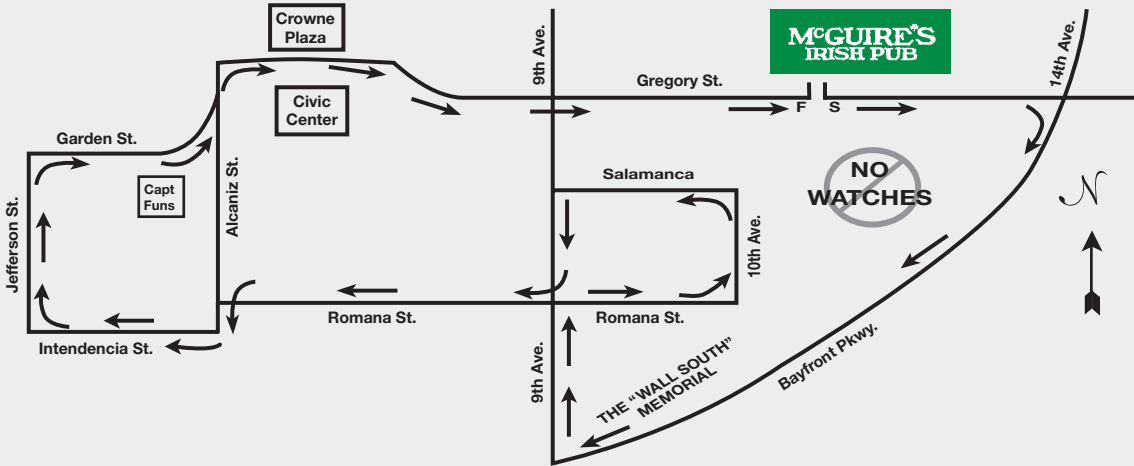 Crowne
Plaza
9th Ave.
McGUIRE'S
IRISH PUB
14th Ave.
Gregory St.
Civic
Center
F S
Garden St.
Alcaniz St.
Capt
Funs
NO
WATCHES
Salamanca
N
Jefferson St.
10th Ave.
Romana St.
Romana St.
Intendencia St.
9th Ave.
THE "WALL SOUTH"
MEMORIAL
Bayfront Pkwy.